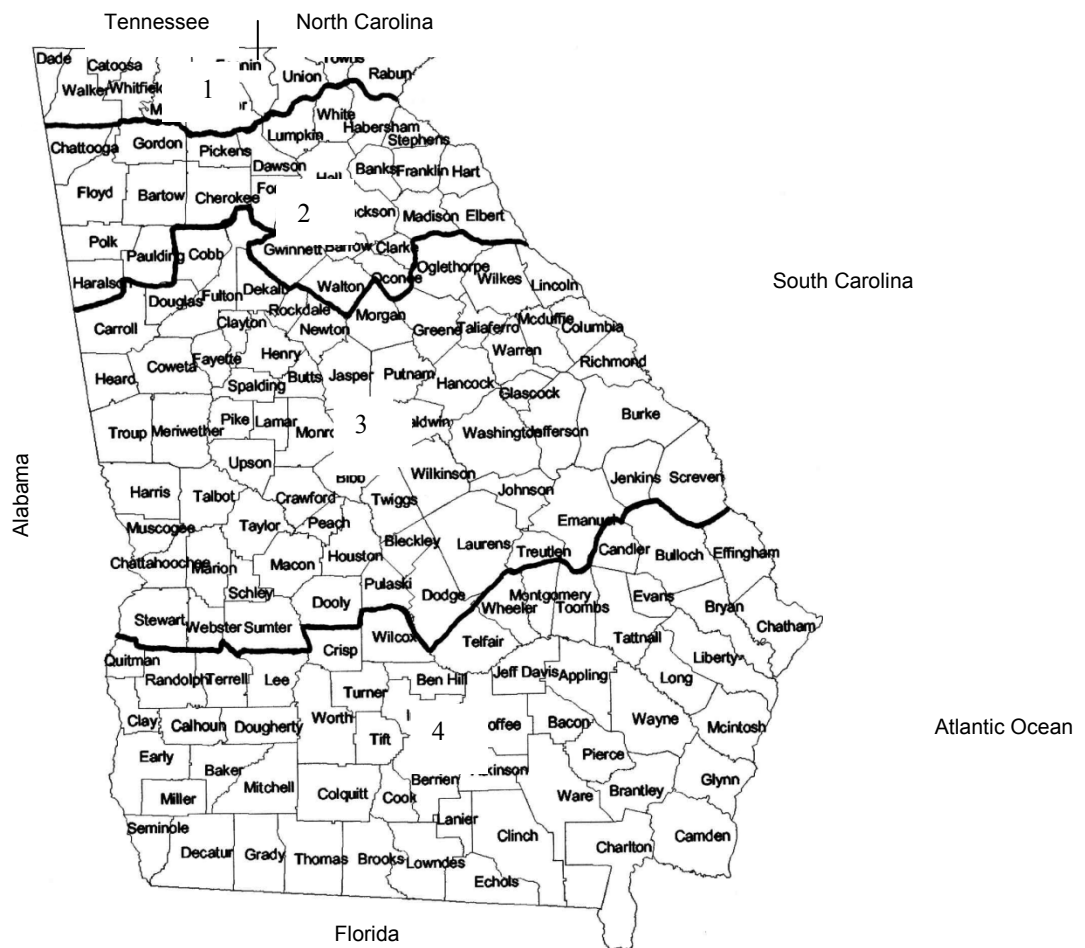 Tennessee North Carolina
Dade Catoosa Union Towns Rabun
Walker Whitfield 1
White Habersham
Lumpkin Stephens
Chattooga Gordon Pickens
Dawson Banks Franklin Hart
Floyd Bartow Cherokee
2 Madison Elbert
Polk Paulding Cobb Gwinnett Barrow Clarke
Oconee Oglethorpe Wilkes
Haralso Walton Lincoln South Carolina
Douglas Fulton Dekalb
Rockdale Morgan
Carroll Clayton Newton Greene Taliaferro Mcduffie Columbia
Coweta Fayette Henry Warren Richmond
Heard Spalding Butts Jasper Putnam Hancock Glascock
Troup Meriwether Pike Lamar Monro 3 aldwin Washington Jefferson Burke
Upson Wilkinson
Harris Talbot Crawford Bibb Twiggs Johnson Jenkins Screven
Muscogee Taylor Peach Emanuel
Chattahoochee Marion Macon Houston Bleckley Laurens Treutlen Candler Bulloch Effingham
Schley Dooly Pulaski Dodge Montgomery Evans
Stewart Webster Sumter Wheeler Toombs Bryan Chatham
Wilcox Telfair Tattnall
Quitman Crisp Liberty
Randolph Terrell Lee Ben Hill Jeff Davis Appling Long
Turner
Clay Calhoun Dougherty Worth Tift 4 offee Bacon Wayne Mcintosh
Early Baker Pierce
Miller Mitchell Colquitt Cook Berrien kinson Ware Brantley Glynn
Seminole Lanier
Decatur Grady Thomas Brooks Lowndes Clinch Charlton Camden
Echols
Alabama
Atlantic Ocean
Florida